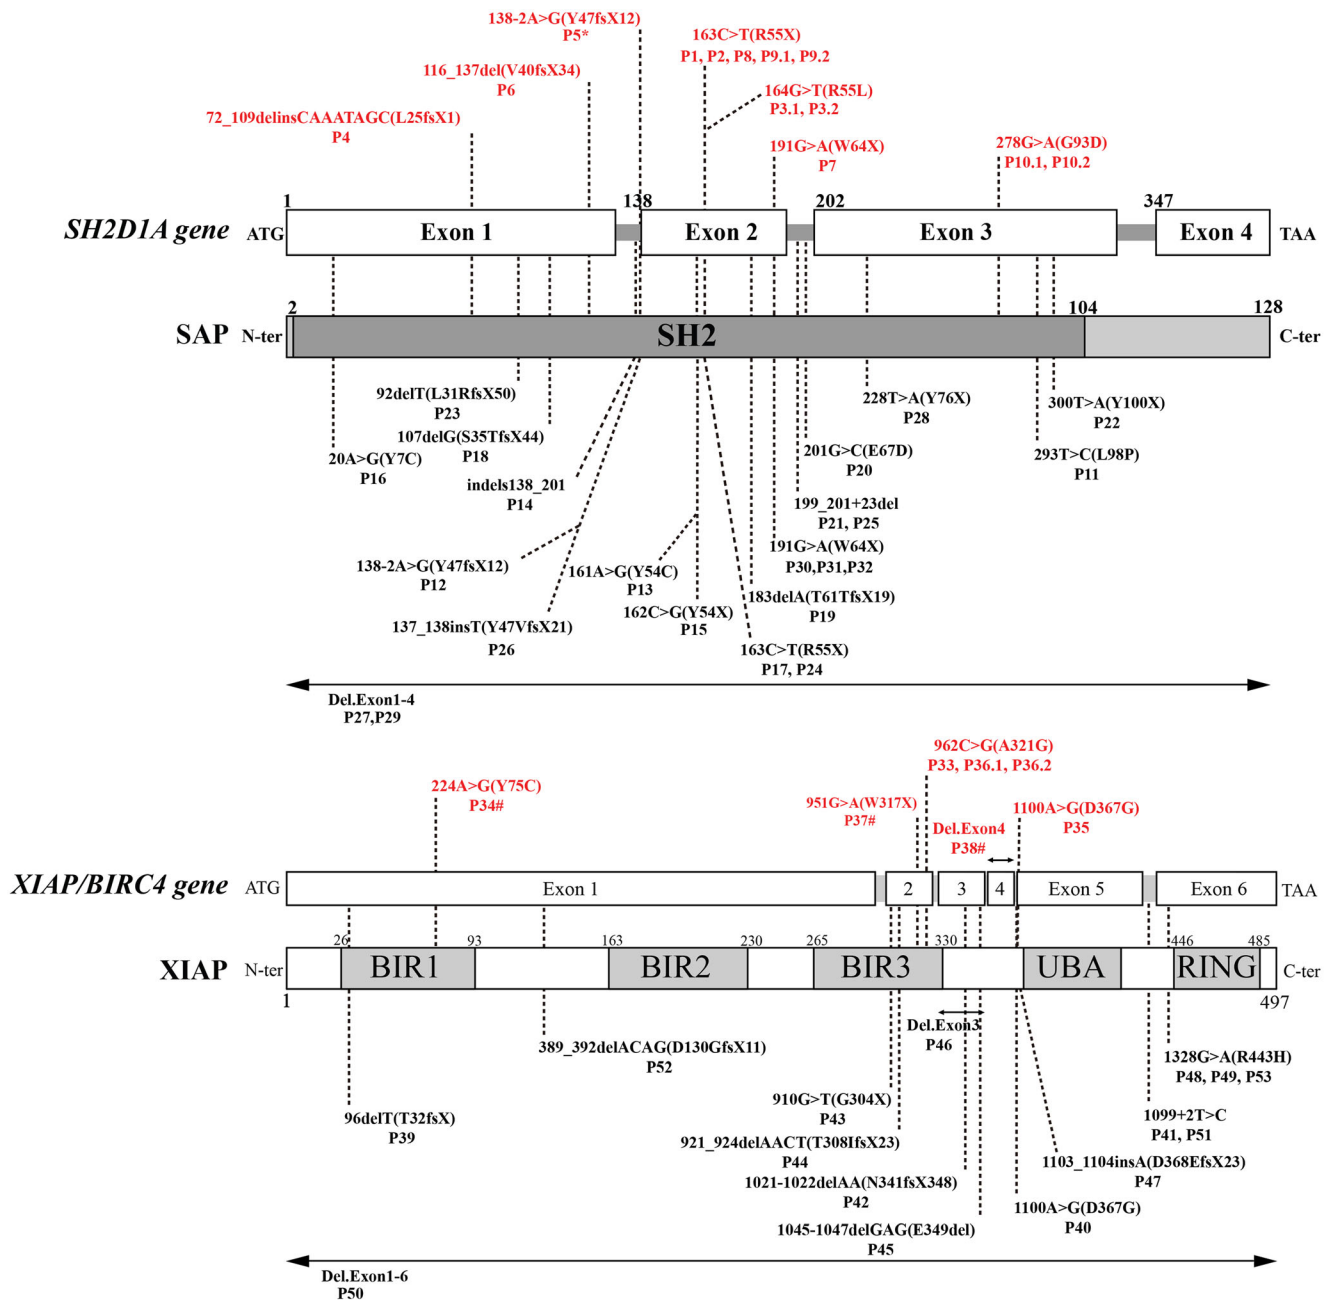 138-2A>G(Y47fsX12)
P5*
163C>T(R55X)
P1, P2, P8, P9.1, P9.2
116_137del(V40fsX34)
P6
164G>T(R55L)
P3.1, P3.2
72_109delinsCAAATAGC(L25fsX1)
P4
191G>A(W64X)
P7
278G>A(G93D)
P10.1, P10.2
1 138 202 347
SH2D1A gene ATG Exon 1 Exon 2 Exon 3 Exon 4 TAA
2 104 128
SAP N-ter SH2 C-ter
92delT(L31RfsX50)
P23
228T>A(Y76X)
P28
300T>A(Y100X)
P22
107delG(S35TfsX44)
P18
20A>G(Y7C)
P16
201G>C(E67D)
P20
293T>C(L98P)
P11
indels138_201
P14
199_201+23del
P21, P25
191G>A(W64X)
P30,P31,P32
138-2A>G(Y47fsX12)
P12
161A>G(Y54C)
P13
183delA(T61TfsX19)
P19
162C>G(Y54X)
P15
137_138insT(Y47VfsX21)
P26
163C>T(R55X)
P17, P24
Del.Exon1-4
P27,P29
962C>G(A321G)
P33, P36.1, P36.2
224A>G(Y75C)
P34#
951G>A(W317X)
P37#
1100A>G(D367G)
P35
Del.Exon4
P38#
XIAP/BIRC4 gene ATG Exon 1 2 3 4 Exon 5 Exon 6 TAA
26 93 163 230 265 330 446 485
XIAP N-ter BIR1 BIR2 BIR3 UBA RING C-ter
1 497
Del.Exon3
P46
389_392delACAG(D130GfsX11)
P52
1328G>A(R443H)
P48, P49, P53
910G>T(G304X)
P43
96delT(T32fsX)
P39
1099+2T>C
P41, P51
921_924delAACT(T308IfsX23)
P44
1103_1104insA(D368EfsX23)
P47
1021-1022delAA(N341fsX348)
P42
1100A>G(D367G)
P40
1045-1047delGAG(E349del)
P45
Del.Exon1-6
P50